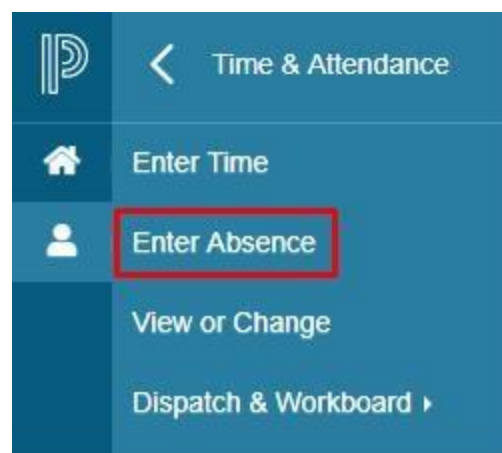 Time & Attendance
Enter Time
Enter Absence
View or Change
Dispatch & Workboard